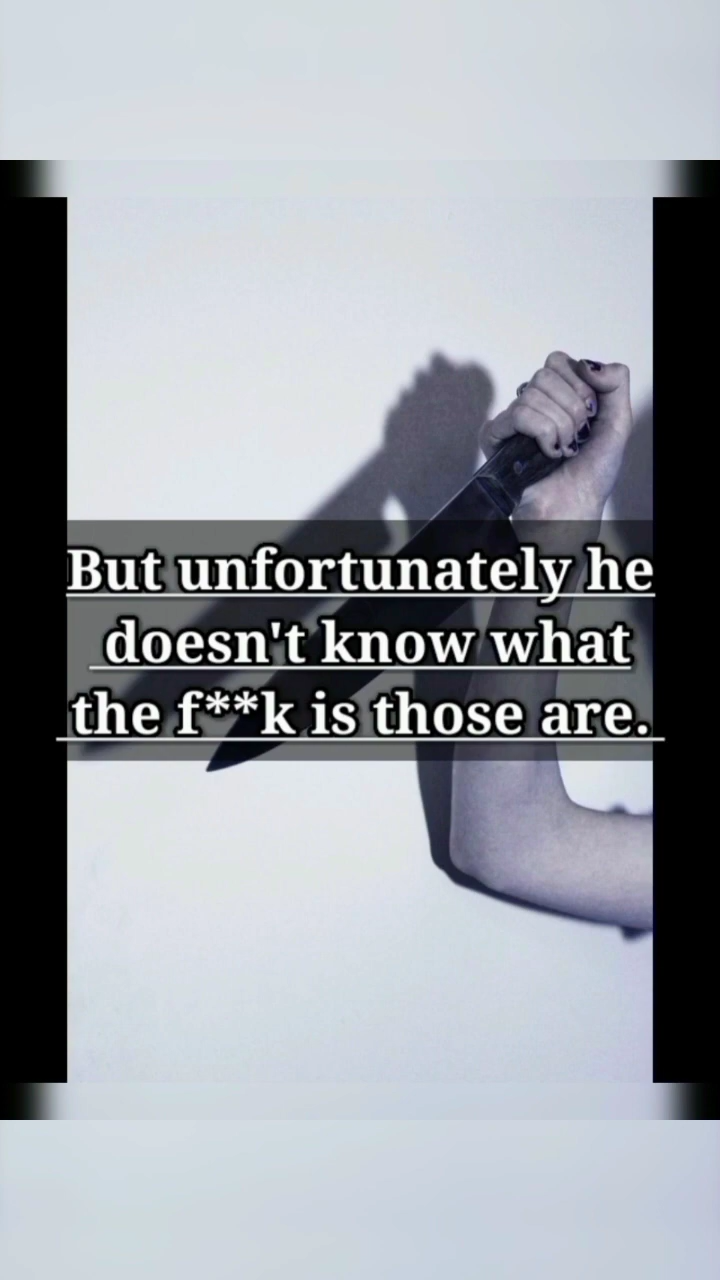 But unfortunately he
doesn't know what
the f**k is those are.